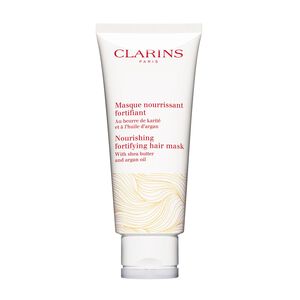 CLARINS
PARIS
Masque nourrissant
fortifiant
Au beurre de karité
et à l'huile d'argan
Nourishing
fortifying hair mask
With shea butter
and argan oil